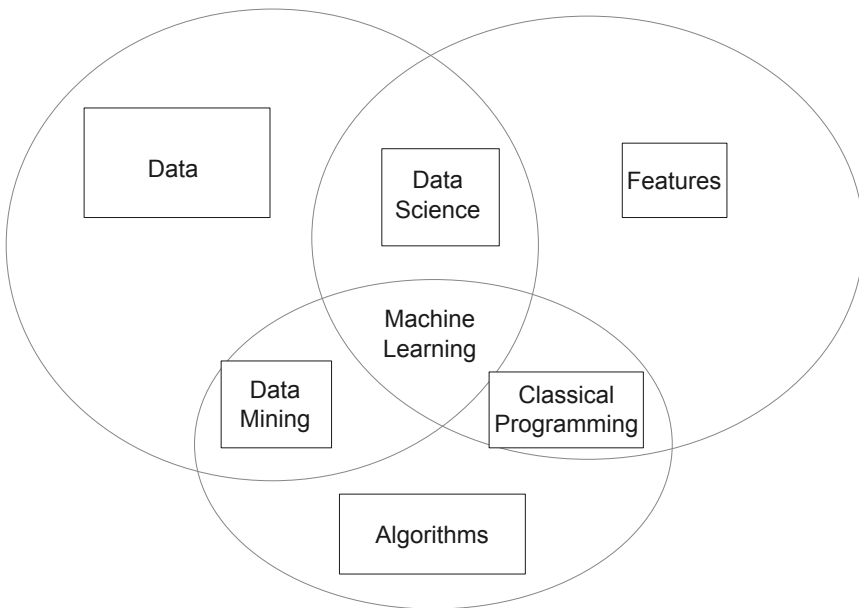 Data
Data
Science
Features
Machine
Learning
Data
Mining
Classical
Programming
Algorithms